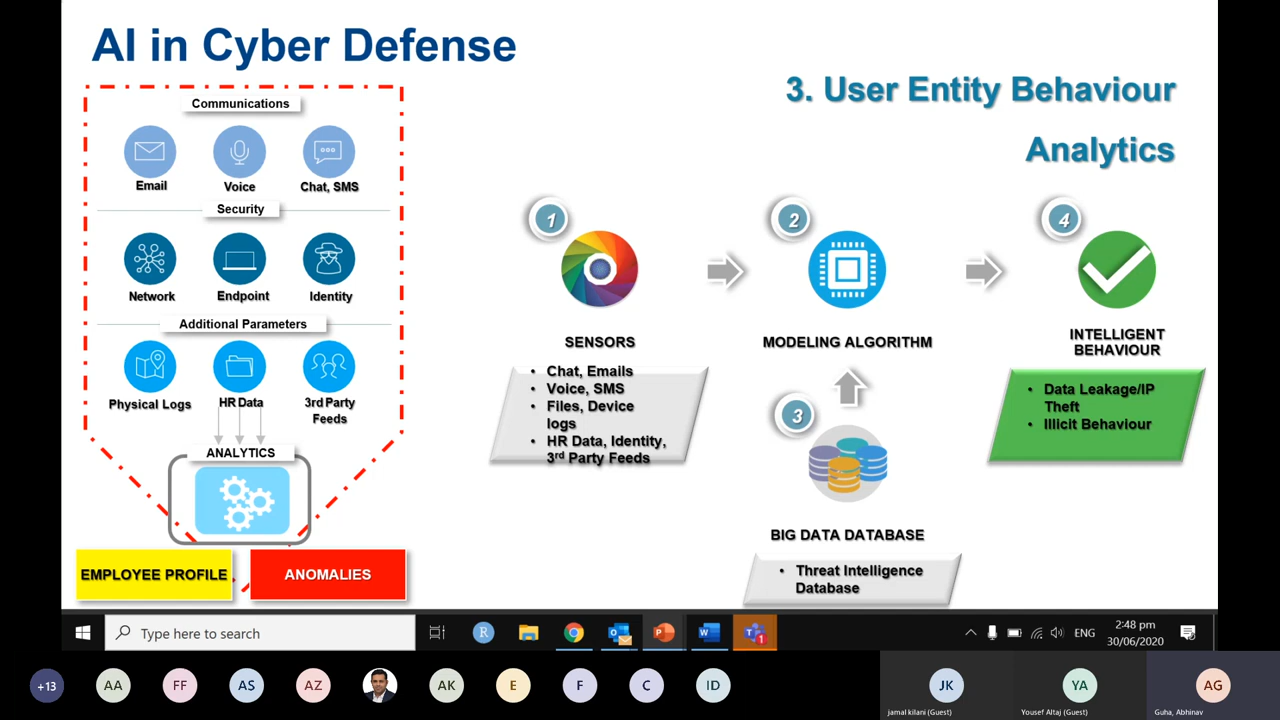 AI in Cyber Defense
3. User Entity Behaviour
Analytics
Communications
Email
Voice
Chat, SMS
Security
Network
Endpoint
Identity
Additional Parameters
Physical Logs
HR Data
3rd Party
Feeds
ANALYTICS
EMPLOYEE PROFILE
ANOMALIES
1
SENSORS
• Chat, Emails
• Voice, SMS
• Files, Device
logs
• HR Data, Identity,
3rd Party Feeds
2
MODELING ALGORITHM
3
BIG DATA DATABASE
• Threat Intelligence
Database
4
INTELLIGENT
BEHAVIOUR
• Data Leakage/IP
Theft
• Illicit Behaviour
Type here to search
R
T
1
ENG
2:48 pm
30/06/2020
+13
AA
FF
AS
AZ
AK
E
F
C
ID
JK
jamal kilani (Guest)
YA
Yousef Altaj (Guest)
AG
Guha, Abhinav